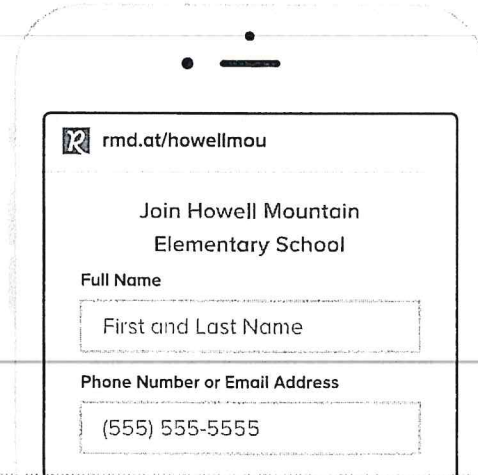 R rmd.at/howellmou
Join Howell Mountain
Elementary School
Full Name
First and Last Name
Phone Number or Email Address
(555) 555-5555